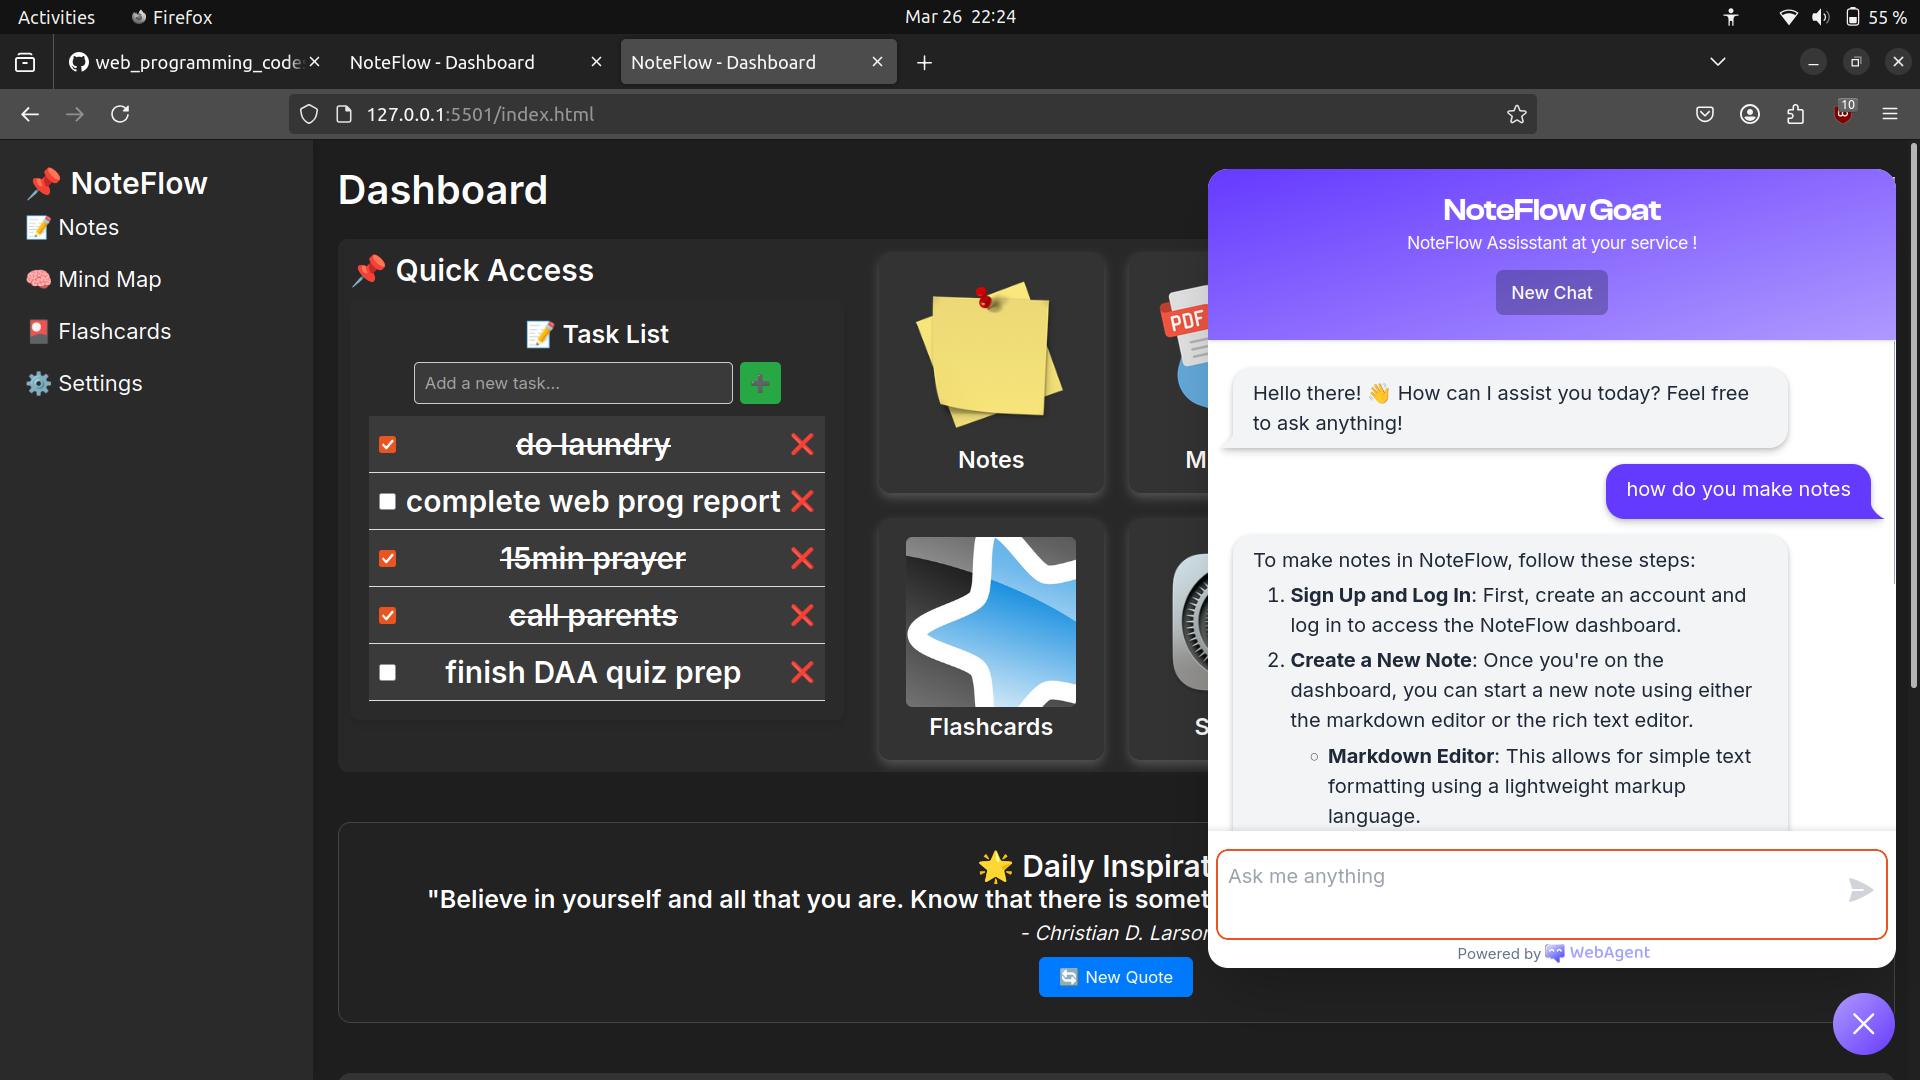 Activities
Firefox
Mar 26 22:24
55 %
web_programming_code
NoteFlow - Dashboard
NoteFlow - Dashboard
127.0.0.1:5501/index.html
10
📌 NoteFlow
📝 Notes
🧠 Mind Map
🎴 Flashcards
⚙️ Settings
Dashboard
📌 Quick Access
📝 Task List
Add a new task...
do laundry
complete web prog report
15min prayer
call parents
finish DAA quiz prep
Notes
PDF
M
Flashcards
S
🌟 Daily Inspirat
"Believe in yourself and all that you are. Know that there is somet
- Christian D. Larson
🔄 New Quote
NoteFlow Goat
NoteFlow Assisstant at your service !
New Chat
Hello there! 👋 How can I assist you today? Feel free
to ask anything!
how do you make notes
To make notes in NoteFlow, follow these steps:
1. Sign Up and Log In: First, create an account and
log in to access the NoteFlow dashboard.
2. Create a New Note: Once you're on the
dashboard, you can start a new note using either
the markdown editor or the rich text editor.
○ Markdown Editor: This allows for simple text
formatting using a lightweight markup
language.
Ask me anything
Powered by WebAgent